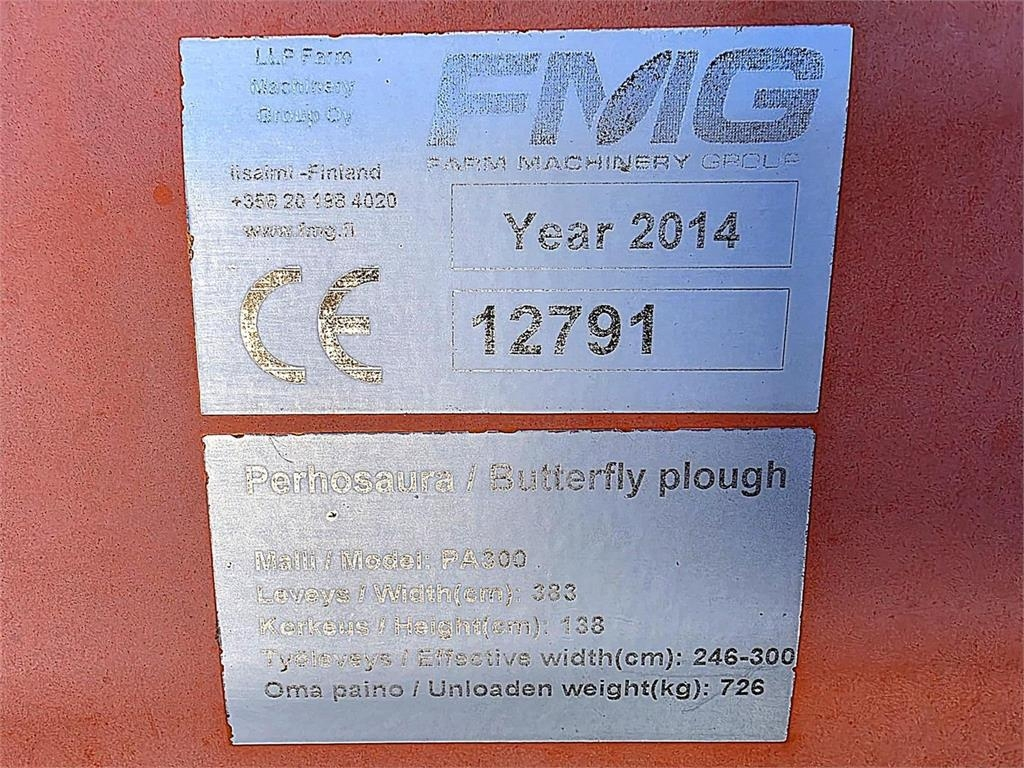 LLP Farm
Machinery
Group Oy
Iisalmi -Finland
+358 20 198 4020
www.fmg.fi
CE
FMG
FARM MACHINERY GROUP
Year 2014
12791
Perhosaura / Butterfly plough
Malli / Model: PA300
Leveys / Width(cm): 383
Korkeus / Height(cm): 138
Työleveys / Effective width(cm): 246-300
Oma paino / Unloaden weight(kg): 726